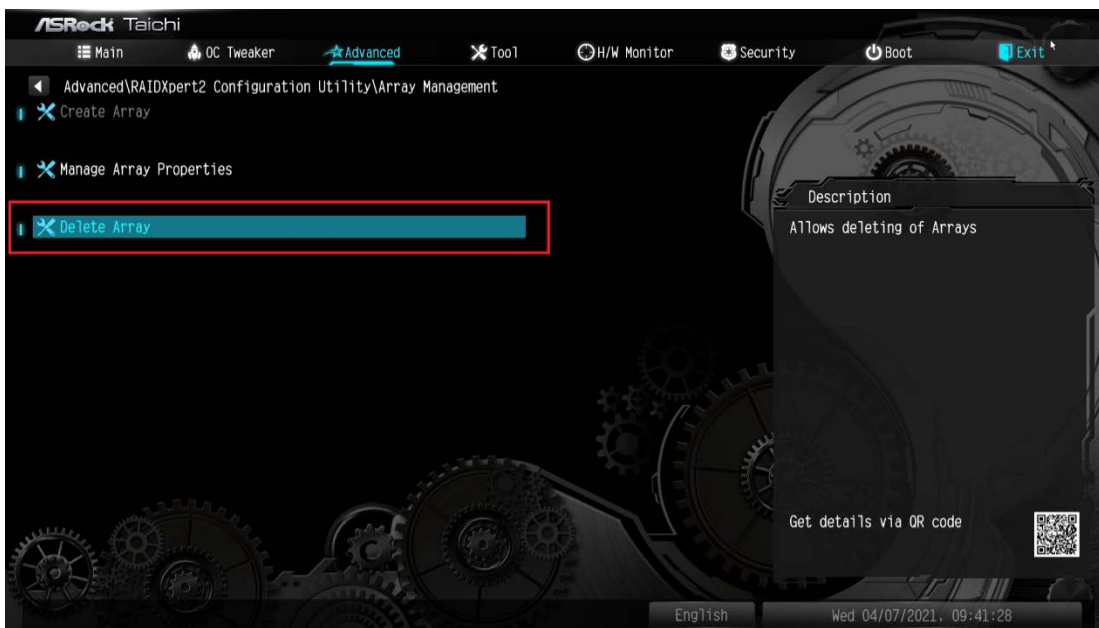 ASRock Taichi
Main OC Tweaker Advanced Tool H/W Monitor Security Boot Exit
Advanced\RAIDXpert2 Configuration Utility\Array Management
Create Array
Manage Array Properties
Delete Array
Description
Allows deleting of Arrays
Get details via QR code
English Wed 04/07/2021, 09:41:28